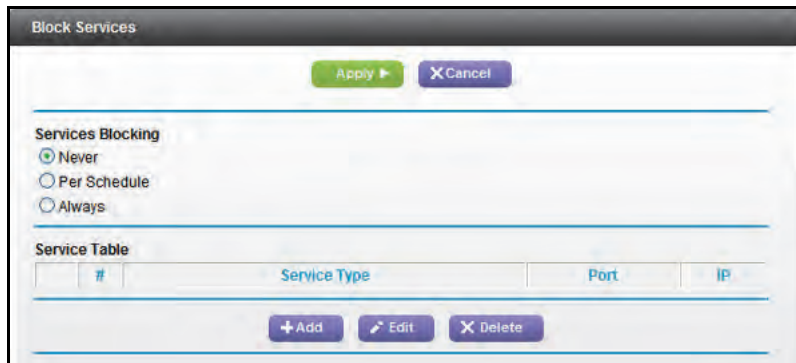 Block Services
Apply Cancel
Services Blocking
Never
Per Schedule
Always
Service Table
# Service Type Port IP
Add Edit Delete